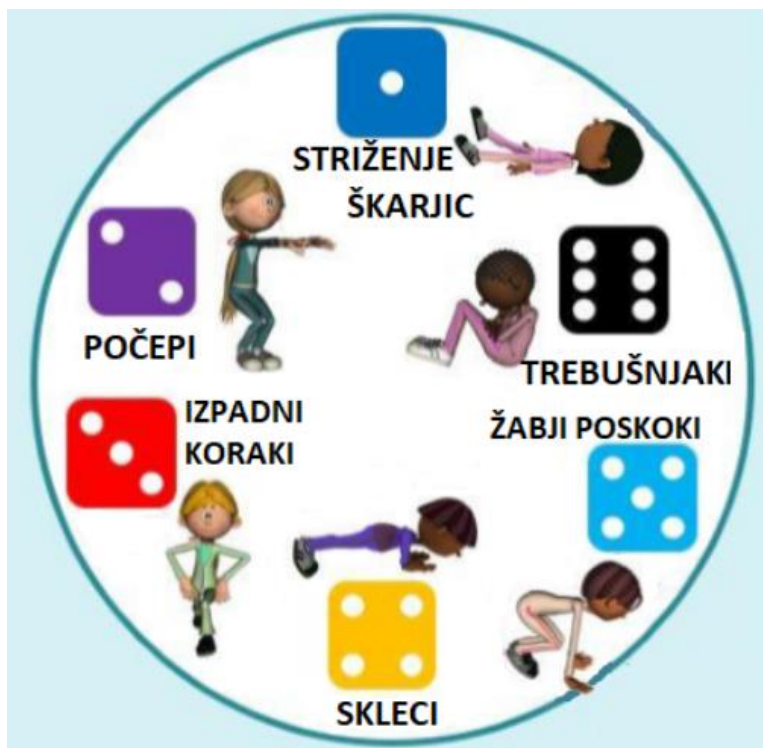 STRIŽENJE
ŠKARJIC
POČEPI
TREBUŠNJAKI
IZPADNI
KORAKI
ŽABJI POSKOKI
SKLECI